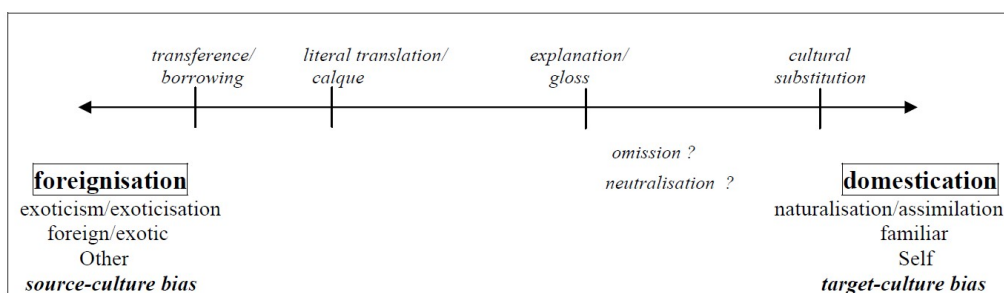 transference/ literal translation/ explanation/ cultural
borrowing calque gloss substitution
omission ?
neutralisation ?
foreignisation domestication
exoticism/exoticisation naturalisation/assimilation
foreign/exotic familiar
Other Self
source-culture bias target-culture bias